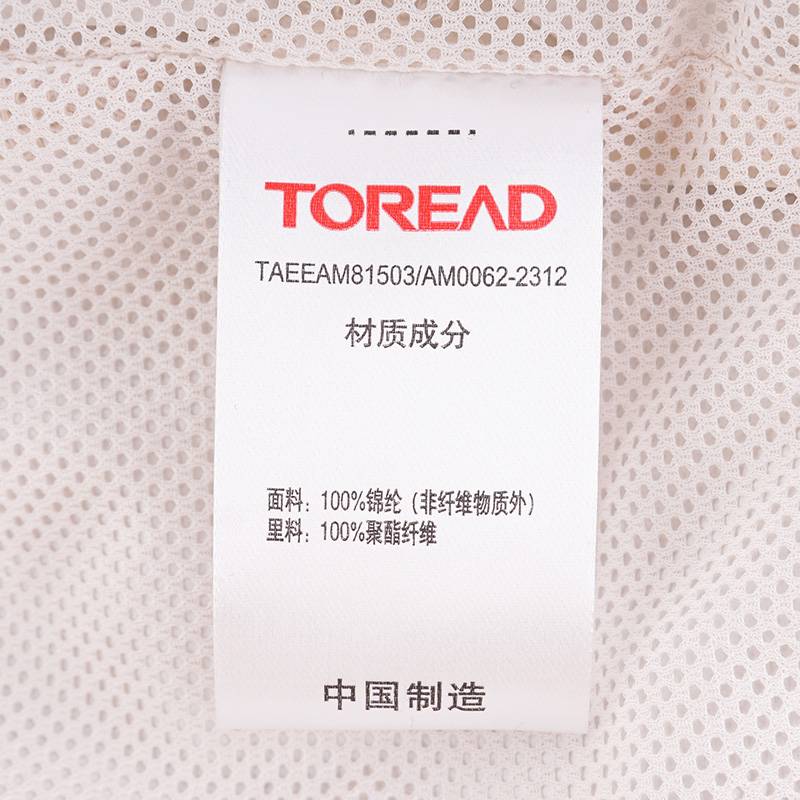 TOREAD
TAEEAM81503/AM0062-2312
材质成分
面料：100%锦纶（非纤维物质外）
里料：100%聚酯纤维
中国制造